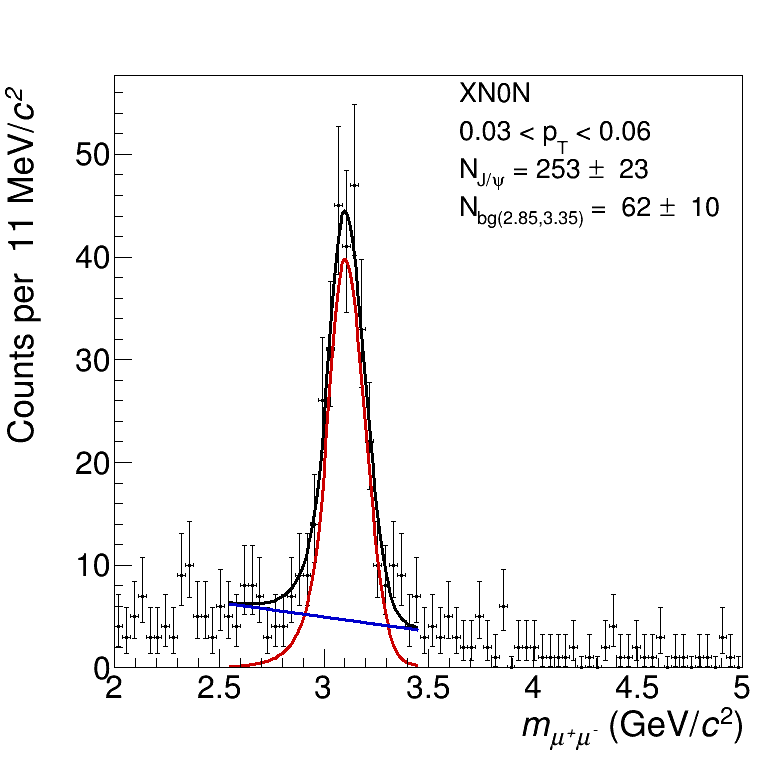 XN0N
0.03 < p_T < 0.06
N_J/ψ = 253 ± 23
N_bg(2.85,3.35) = 62 ± 10
Counts per 11 MeV/c²
50
40
30
20
10
0
2 2.5 3 3.5 4 4.5 5
m_μ⁺μ⁻ (GeV/c²)